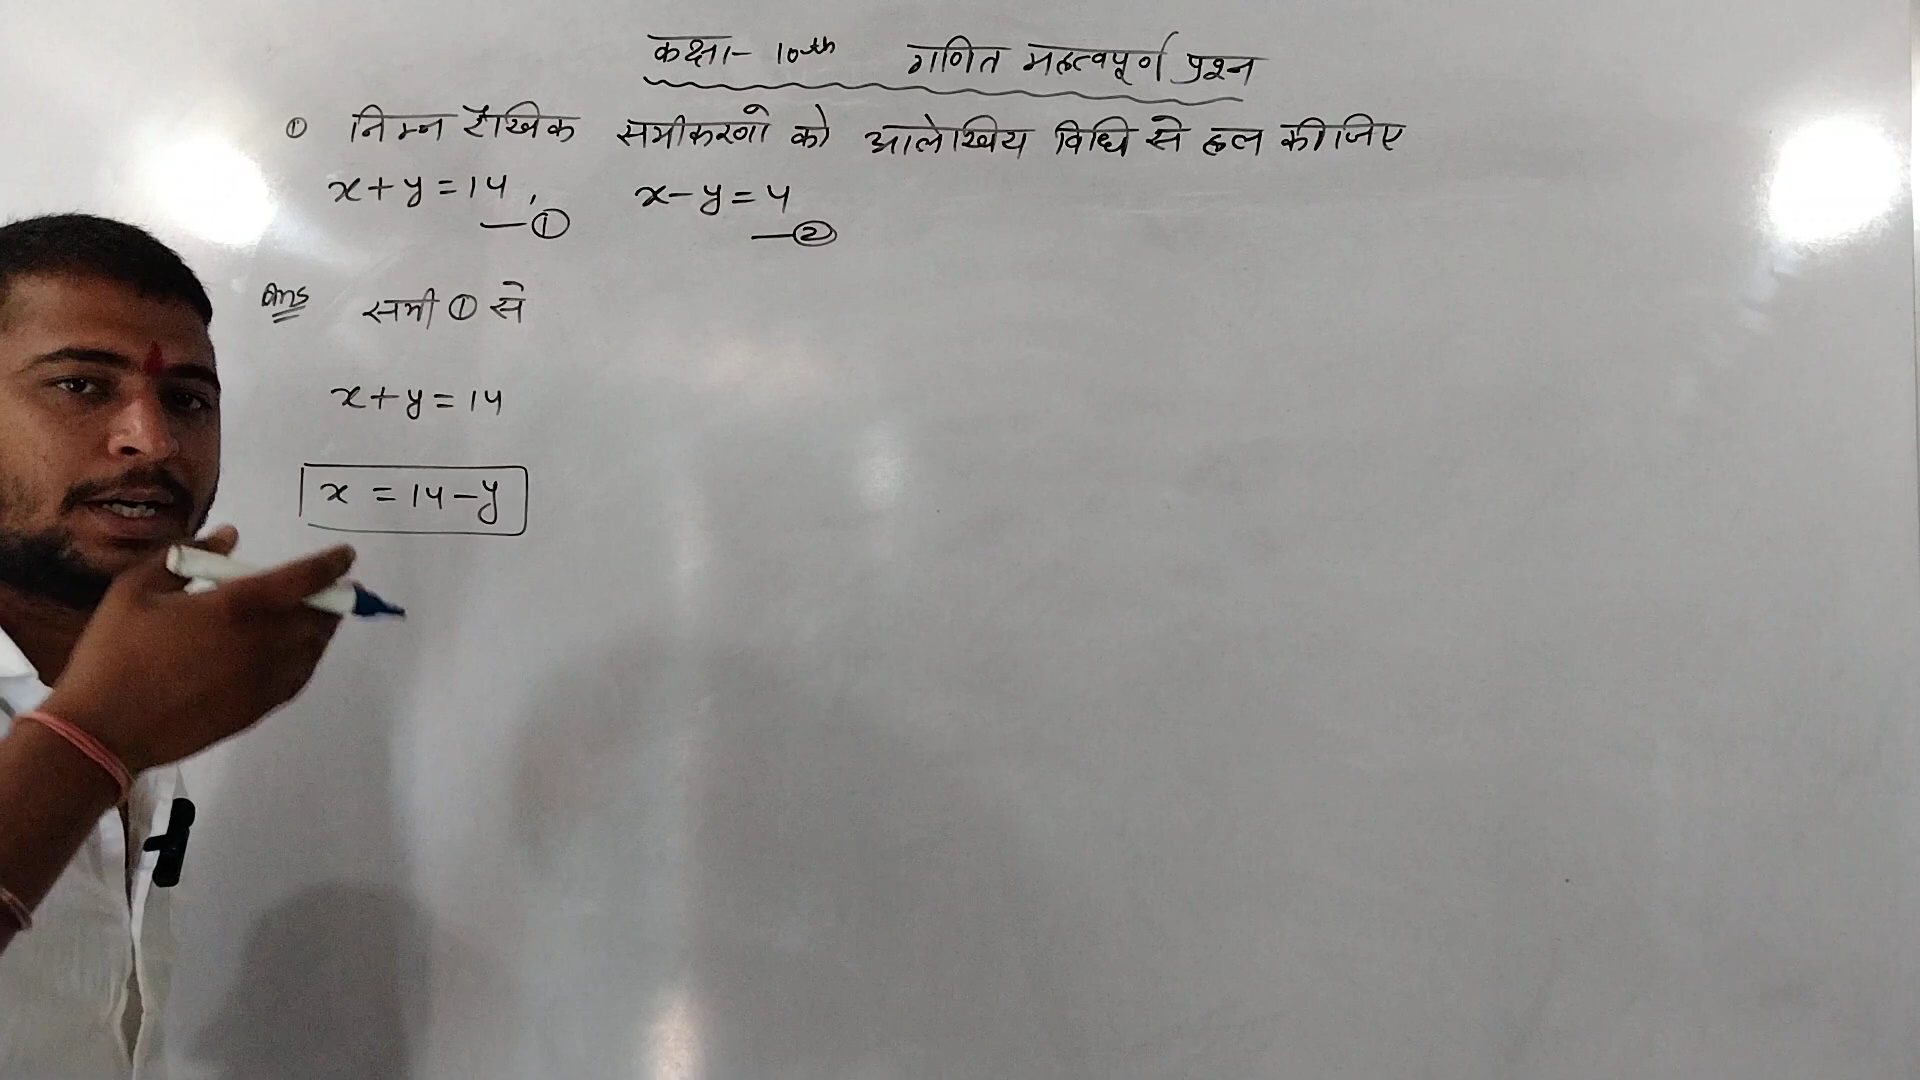 कक्षा- 10th गणित महत्वपूर्ण प्रश्न
① निम्न रैखिक समीकरणो को आलेखिय विधि से हल कीजिए
x+y=14, x-y=4
—① —②
Ans समी ① से
x+y=14
x =14-y